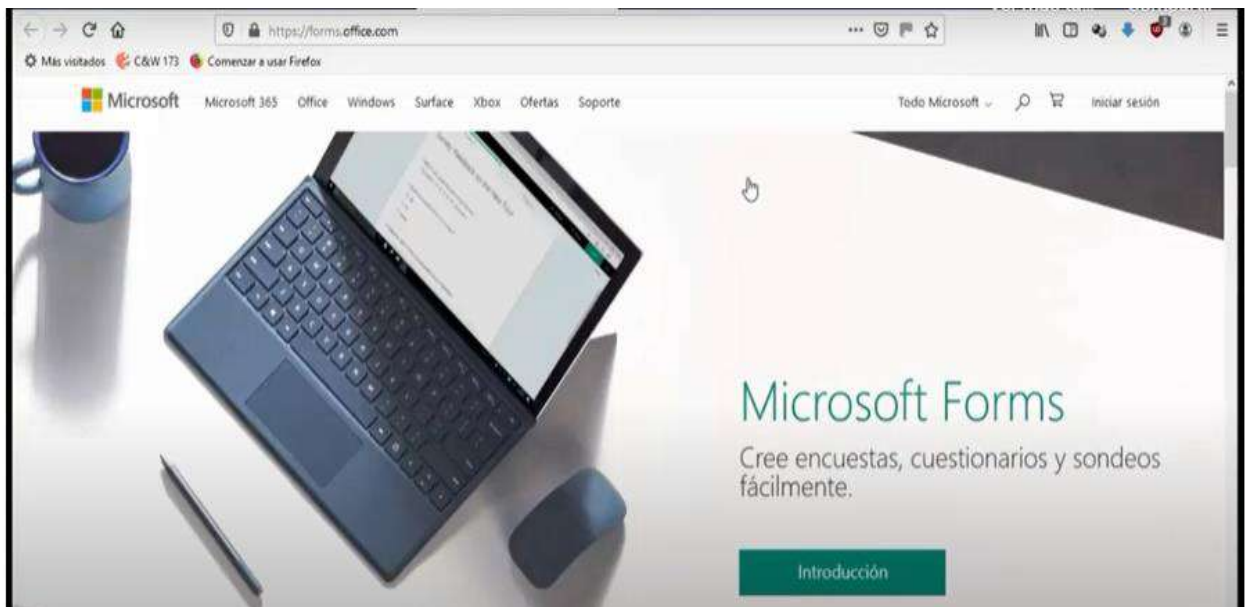 https://forms.office.com
Más visitados C&W 173 Comenzar a usar Firefox
Microsoft Microsoft 365 Office Windows Surface Xbox Ofertas Soporte Todo Microsoft Iniciar sesión
Microsoft Forms
Cree encuestas, cuestionarios y sondeos
fácilmente.
Introducción